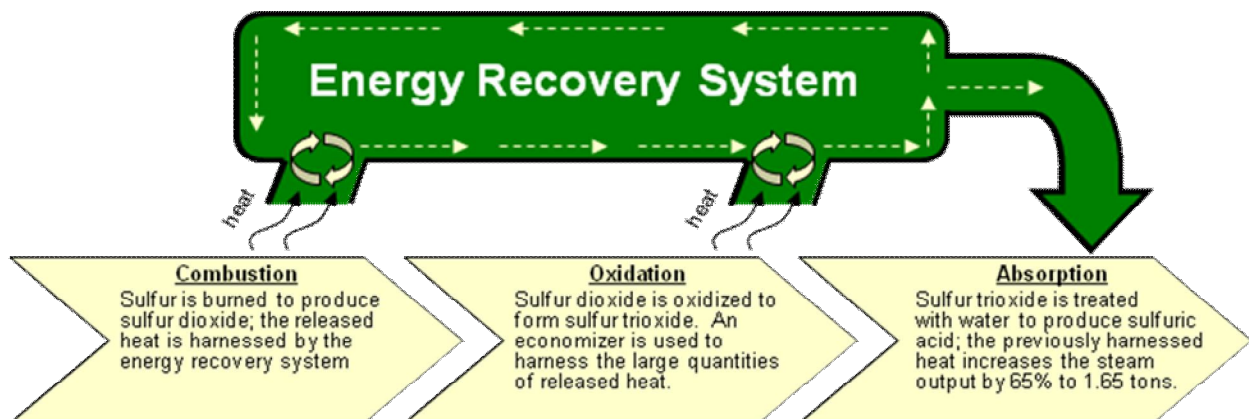 Energy Recovery System
heat
heat
Combustion
Sulfur is burned to produce
sulfur dioxide; the released
heat is harnessed by the
energy recovery system
Oxidation
Sulfur dioxide is oxidized to
form sulfur trioxide. An
economizer is used to
harness the large quantities
of released heat.
Absorption
Sulfur trioxide is treated
with water to produce sulfuric
acid; the previously harnessed
heat increases the steam
output by 65% to 1.65 tons.